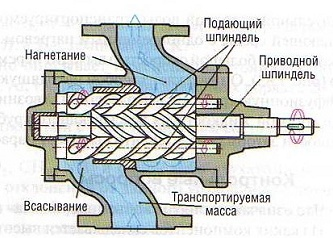 Нагнетание
Подающий
шпиндель
Приводной
шпиндель
Всасывание
Транспортируемая
масса